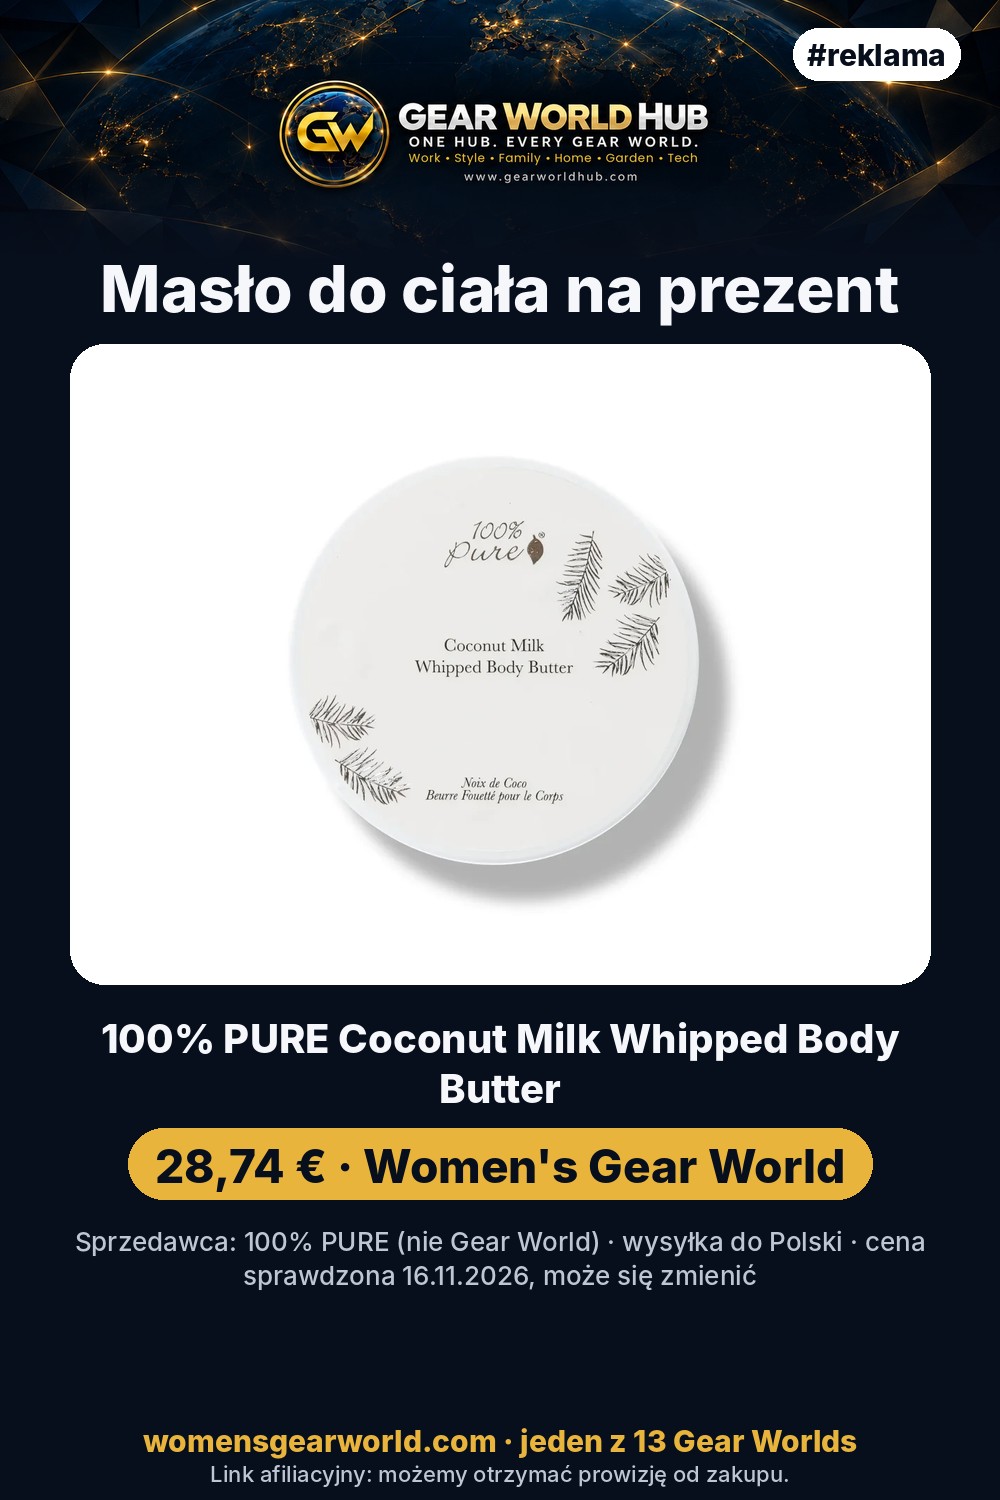 #reklama
GW
GEAR WORLD HUB
ONE HUB. EVERY GEAR WORLD.
Work • Style • Family • Home • Garden • Tech
www.gearworldhub.com
Masło do ciała na prezent
100%
Pure®
Coconut Milk
Whipped Body Butter
Noix de Coco
Beurre Fouetté pour le Corps
100% PURE Coconut Milk Whipped Body
Butter
28,74 € · Women's Gear World
Sprzedawca: 100% PURE (nie Gear World) · wysyłka do Polski · cena
sprawdzona 16.11.2026, może się zmienić
womensgearworld.com · jeden z 13 Gear Worlds
Link afiliacyjny: możemy otrzymać prowizję od zakupu.